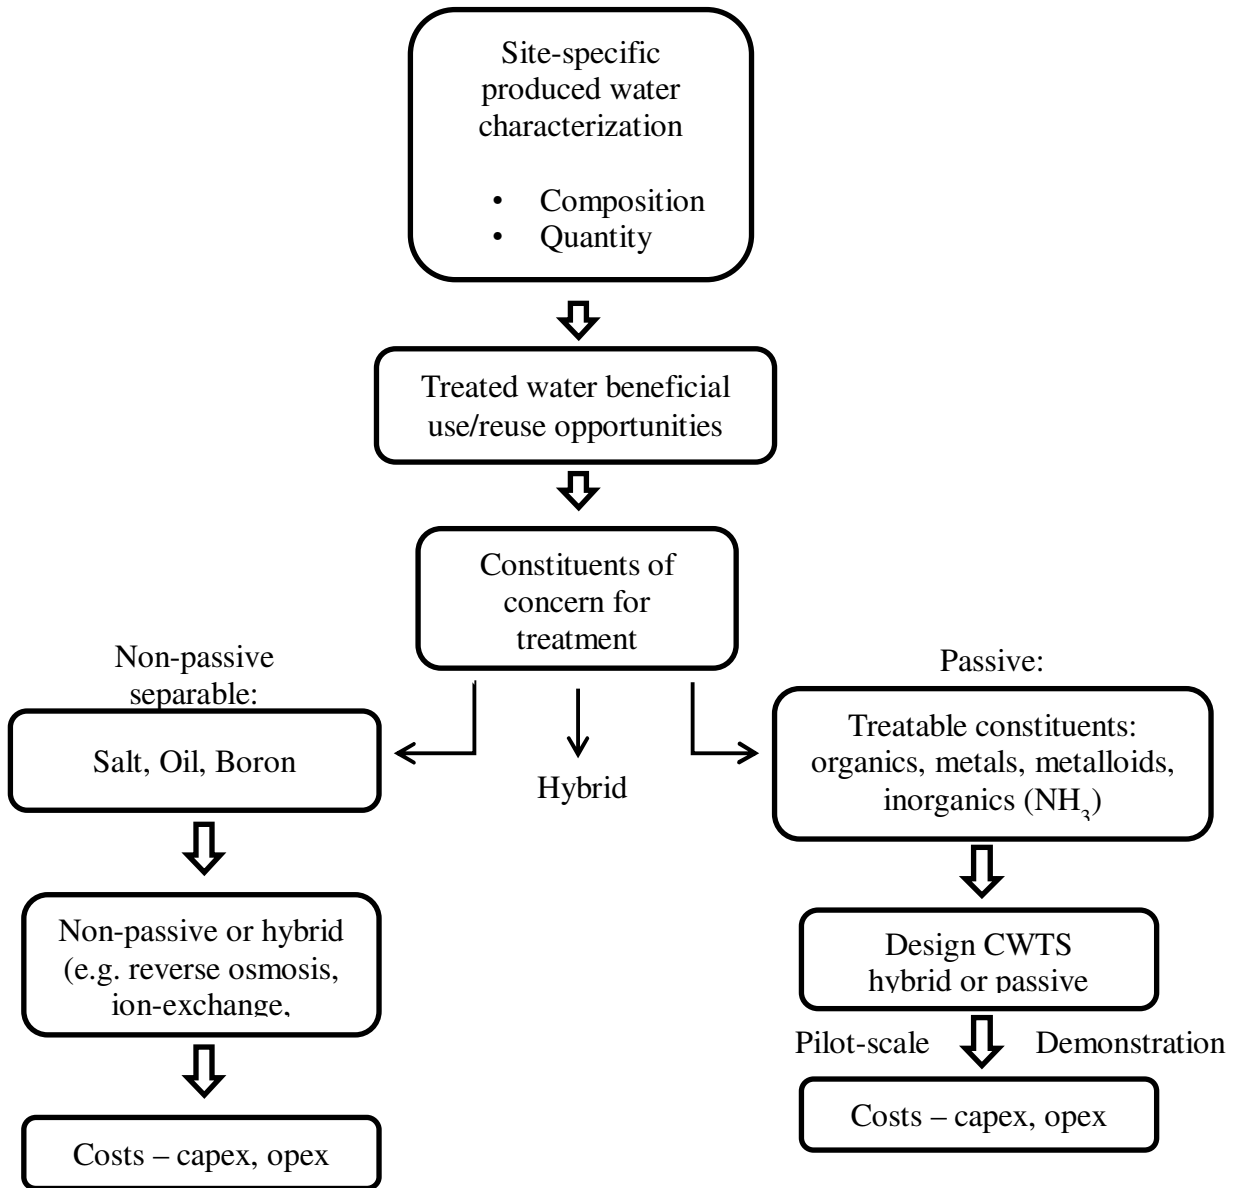 Site-specific
produced water
characterization
• Composition
• Quantity
Treated water beneficial
use/reuse opportunities
Constituents of
concern for
treatment
Non-passive
separable:
Salt, Oil, Boron
Hybrid
Passive:
Treatable constituents:
organics, metals, metalloids,
inorganics (NH₃)
Non-passive or hybrid
(e.g. reverse osmosis,
ion-exchange,
Design CWTS
hybrid or passive
Pilot-scale
Demonstration
Costs – capex, opex
Costs – capex, opex